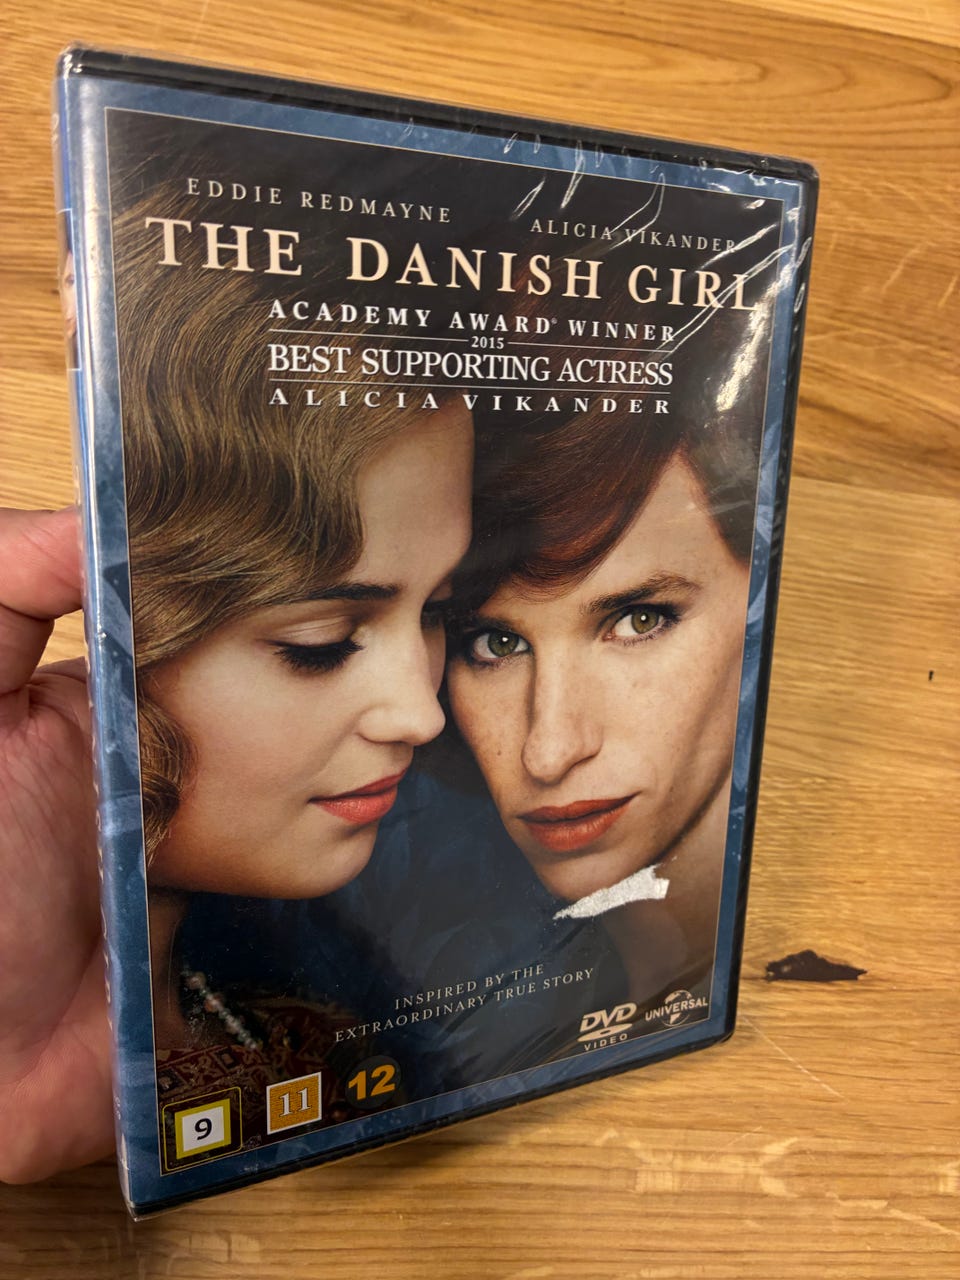 EDDIE REDMAYNE
ALICIA VIKANDER
THE DANISH GIRL
ACADEMY AWARD® WINNER
2015
BEST SUPPORTING ACTRESS
ALICIA VIKANDER
INSPIRED BY THE
EXTRAORDINARY TRUE STORY
DVD
VIDEO
UNIVERSAL
9
11
12